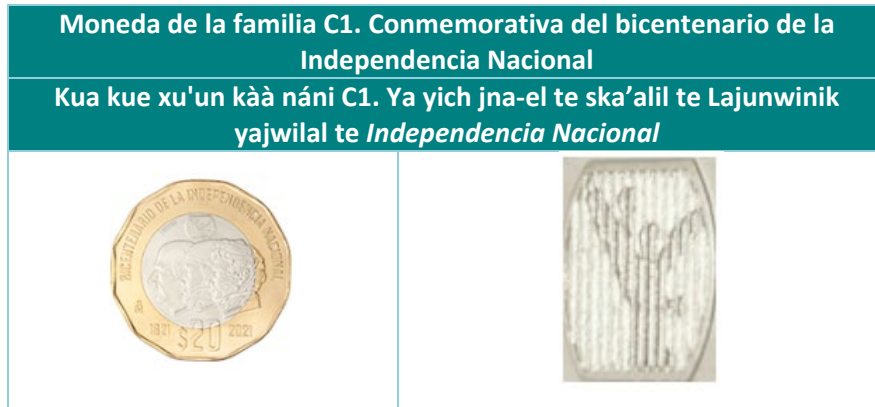 Moneda de la familia C1. Conmemorativa del bicentenario de la
Independencia Nacional
Kua kue xu'un kàà náni C1. Ya yich jna-el te ska’alil te Lajunwinik
yajwilal te Independencia Nacional
BICENTENARIO DE LA INDEPENDENCIA NACIONAL
1821 $20 2021